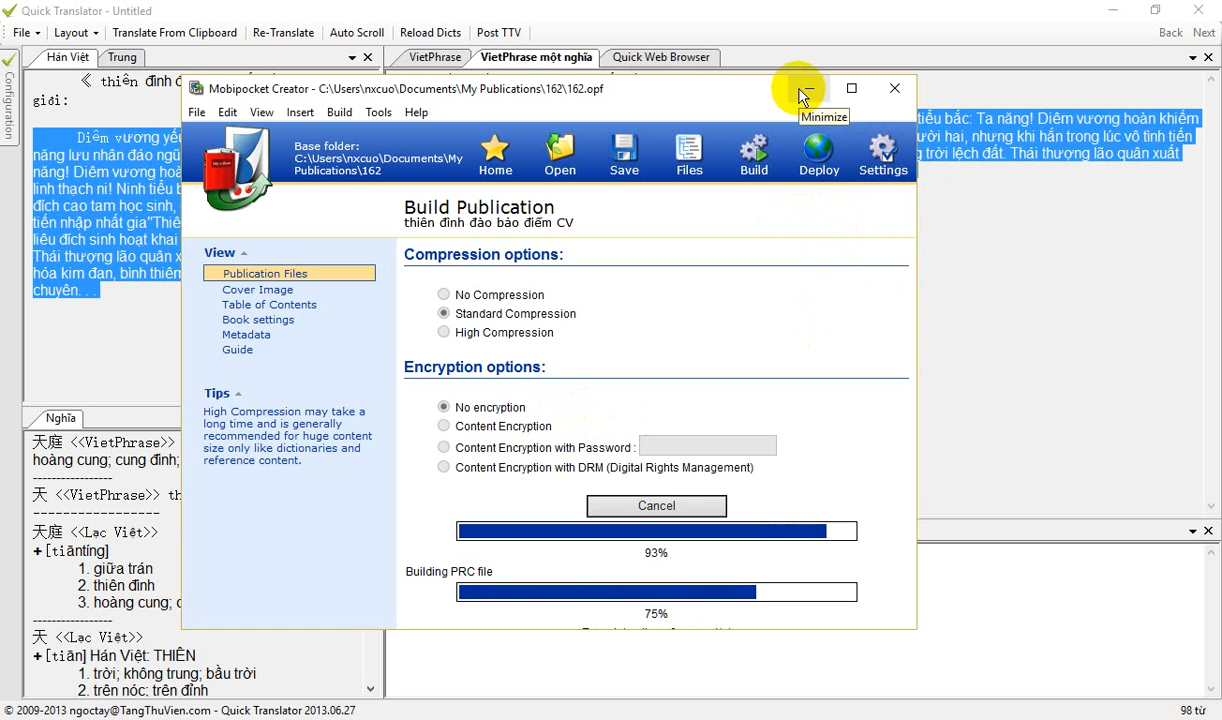 Quick Translator - Untitled
File Layout Translate From Clipboard Re-Translate Auto Scroll Reload Dicts Post TTV Back Next
Configuration
Hán Việt Trung
VietPhrase VietPhrase một nghĩa Quick Web Browser
《 thiên đình đ
giới:
Diêm vương yế
năng lưu nhân đáo ngũ
năng! Diêm vương hoà
linh thạch ni! Ninh tiểu b
đích cao tam học sinh,
tiến nhập nhất gia"Thiê
liêu đích sinh hoạt khai
Thái thượng lão quân x
hóa kim đan, bình thiê
chuyên. . .
tiểu bắc: Ta năng! Diêm vương hoàn khiếm
ười hai, nhưng khi hắn trong lúc vô tình tiến
g trời lệch đất. Thái thượng lão quân xuất
Mobipocket Creator - C:\Users\nxcuo\Documents\My Publications\162\162.opf
Minimize
File Edit View Insert Build Tools Help
Base folder:
C:\Users\nxcuo\Documents\My
Publications\162
Home Open Save Files Build Deploy Settings
Build Publication
thiên đình đào bảo điếm CV
View
Publication Files
Cover Image
Table of Contents
Book settings
Metadata
Guide
Tips
High Compression may take a
long time and is generally
recommended for huge content
size only like dictionaries and
reference content.
Compression options:
No Compression
Standard Compression
High Compression
Encryption options:
No encryption
Content Encryption
Content Encryption with Password :
Content Encryption with DRM (Digital Rights Management)
Cancel
93%
Building PRC file
75%
Nghĩa
天庭 <<VietPhrase>>
hoàng cung; cung đình;
-----------------
天 <<VietPhrase>> th
-----------------
天庭 <<Lạc Việt>>
+ [tiāntíng]
1. giữa trán
2. thiên đình
3. hoàng cung; c
-----------------
天 <<Lạc Việt>>
+ [tiān] Hán Việt: THIÊN
1. trời; không trung; bầu trời
2. trên nóc; trên đỉnh
© 2009-2013 ngoctay@TangThuVien.com - Quick Translator 2013.06.27
98 từ